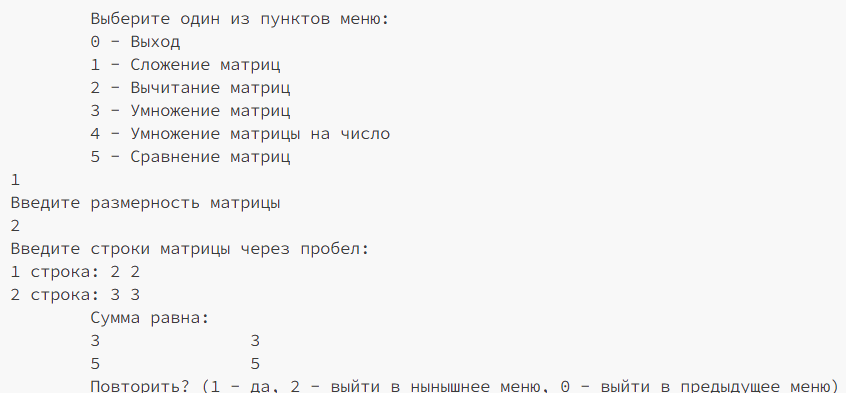 Выберите один из пунктов меню:
0 - Выход
1 - Сложение матриц
2 - Вычитание матриц
3 - Умножение матриц
4 - Умножение матрицы на число
5 - Сравнение матриц
1
Введите размерность матрицы
2
Введите строки матрицы через пробел:
1 строка: 2 2
2 строка: 3 3
Сумма равна:
3 3
5 5
Повторить? (1 - да, 2 - выйти в нынышнее меню, 0 - выйти в предыдущее меню)